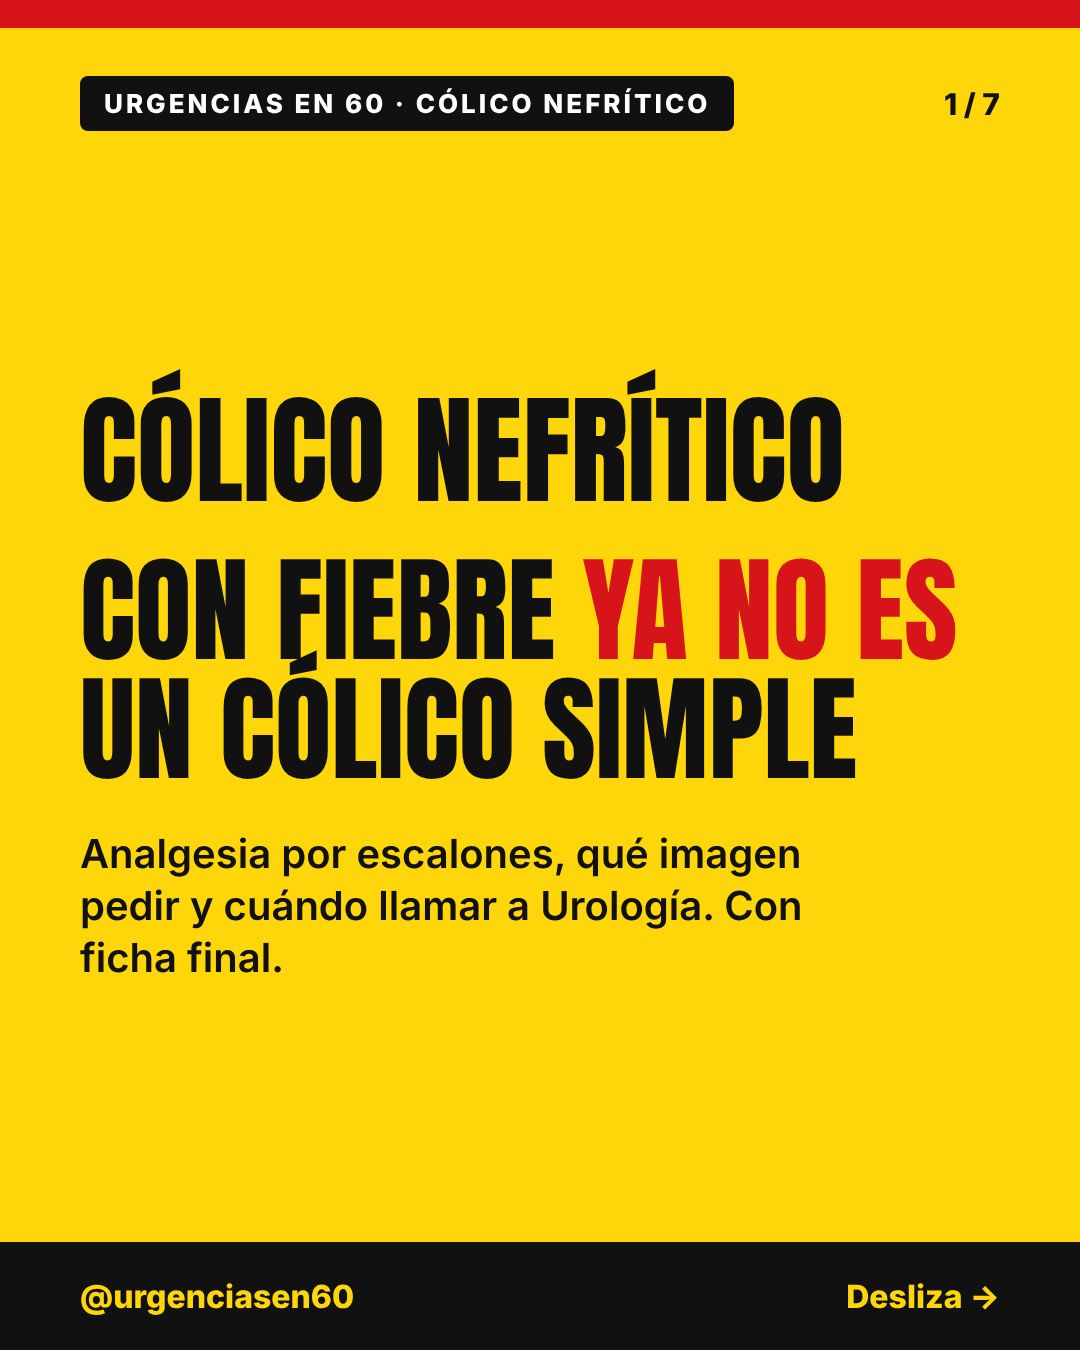 URGENCIAS EN 60 · CÓLICO NEFRÍTICO
1/7
CÓLICO NEFRÍTICO
CON FIEBRE YA NO ES
UN CÓLICO SIMPLE
Analgesia por escalones, qué imagen
pedir y cuándo llamar a Urología. Con
ficha final.
@urgenciasen60
Desliza →